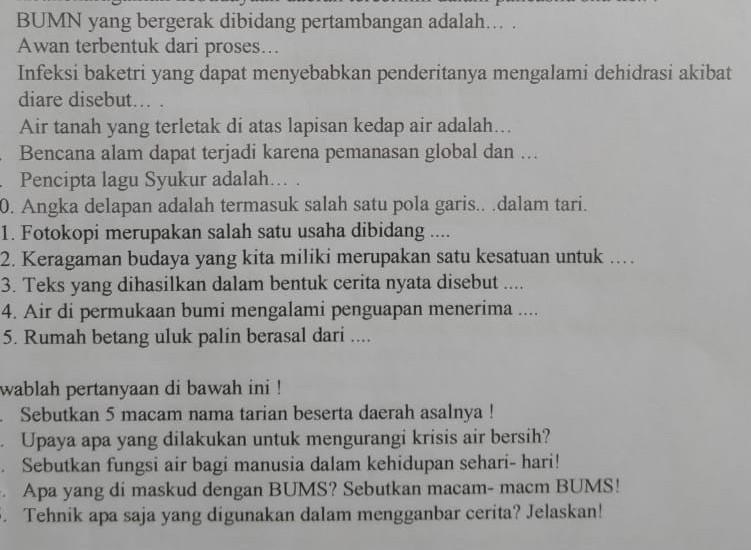 BUMN yang bergerak dibidang pertambangan adalah... .
Awan terbentuk dari proses...
Infeksi baketri yang dapat menyebabkan penderitanya mengalami dehidrasi akibat
diare disebut... .
Air tanah yang terletak di atas lapisan kedap air adalah...
. Bencana alam dapat terjadi karena pemanasan global dan ...
. Pencipta lagu Syukur adalah... .
0. Angka delapan adalah termasuk salah satu pola garis.. .dalam tari.
1. Fotokopi merupakan salah satu usaha dibidang ....
2. Keragaman budaya yang kita miliki merupakan satu kesatuan untuk ....
3. Teks yang dihasilkan dalam bentuk cerita nyata disebut ....
4. Air di permukaan bumi mengalami penguapan menerima ....
5. Rumah betang uluk palin berasal dari ....
wablah pertanyaan di bawah ini !
. Sebutkan 5 macam nama tarian beserta daerah asalnya !
. Upaya apa yang dilakukan untuk mengurangi krisis air bersih?
. Sebutkan fungsi air bagi manusia dalam kehidupan sehari- hari!
. Apa yang di maskud dengan BUMS? Sebutkan macam- macm BUMS!
. Tehnik apa saja yang digunakan dalam mengganbar cerita? Jelaskan!